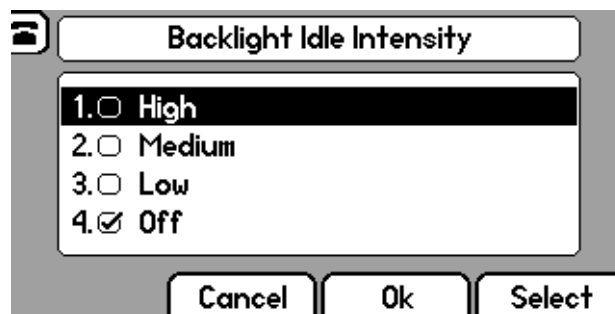 Backlight Idle Intensity
1. High
2. Medium
3. Low
4. Off
Cancel Ok Select